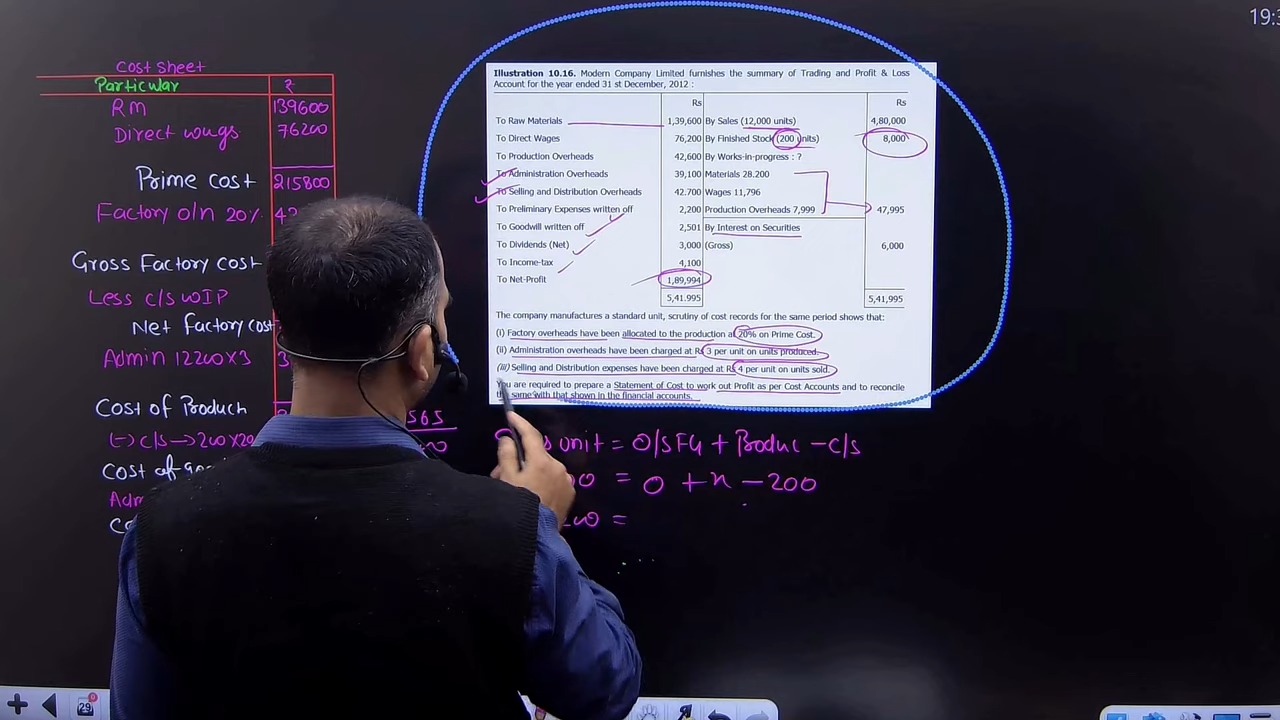 19:3
Cost sheet
Particular ₹
RM 139600
Direct wages 76200
Prime cost 215800
Factory o/h 20%
Gross Factory cost
Less c/s WIP
Net Factory cost
Admin 12200x3 3
Cost of Produc
565
(-) c/s → 200x20
Cost of
Illustration 10.16. Modern Company Limited furnishes the summary of Trading and Profit & Loss
Account for the year ended 31 st December, 2012 :
Rs Rs
To Raw Materials 1,39,600 By Sales (12,000 units) 4,80,000
To Direct Wages 76,200 By Finished Stock (200 units) 8,000
To Production Overheads 42,600 By Works-in-progress : ?
To Administration Overheads 39,100 Materials 28.200
To Selling and Distribution Overheads 42.700 Wages 11,796
To Preliminary Expenses written off 2,200 Production Overheads 7,999 47,995
To Goodwill written off 2,501 By Interest on Securities
To Dividends (Net) 3,000 (Gross) 6,000
To Income-tax 4,100
To Net-Profit 1,89,994
5,41.995 5,41,995
The company manufactures a standard unit, scrutiny of cost records for the same period shows that:
(i) Factory overheads have been allocated to the production at 20% on Prime Cost.
(ii) Administration overheads have been charged at Rs 3 per unit on units produced.
(iii) Selling and Distribution expenses have been charged at Rs 4 per unit on units sold.
You are required to prepare a Statement of Cost to work out Profit as per Cost Accounts and to reconcile
the same with that shown in the financial accounts.
unit = O/S FG + Produc - c/s
= 0 + x - 200
=
29